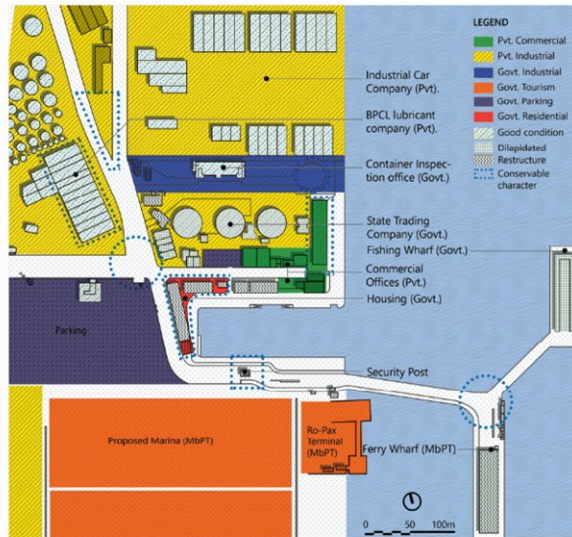 LEGEND
Pvt. Commercial
Pvt. Industrial
Govt. Industrial
Govt. Tourism
Govt. Parking
Govt. Residential
Good condition
Dilapidated
Restructure
Conservable
character
Industrial Car
Company (Pvt).
BPCL lubricant
company (Pvt).
Container Inspec-
tion office (Govt.)
State Trading
Company (Govt.)
Fishing Wharf (Govt.)
Commercial
Offices (Pvt.)
Housing (Govt.)
Parking
Security Post
Proposed Marina (MbPT)
Ro-Pax
Terminal
(MbPT)
Ferry Wharf (MbPT)
0 50 100m